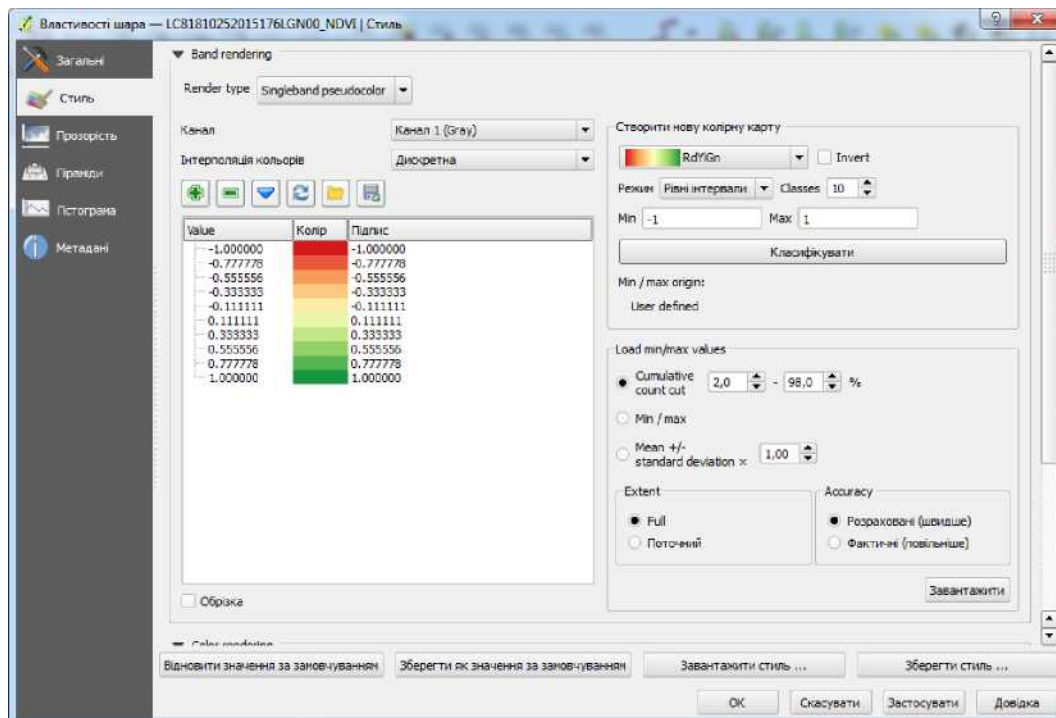 Властивості шара — LC81810252015176LGN00_NDVI | Стиль
Загальні
Стиль
Прозорість
Піраміди
Гістограма
Метадані
Band rendering
Render type Singleband pseudocolor
Канал Канал 1 (Gray)
Інтерполяція кольорів Дискретна
Value Колір Підпис
-1.000000 -1.000000
-0.777778 -0.777778
-0.555556 -0.555556
-0.333333 -0.333333
-0.111111 -0.111111
0.111111 0.111111
0.333333 0.333333
0.555556 0.555556
0.777778 0.777778
1.000000 1.000000
Обрізка
Створити нову колірну карту
RdYlGn Invert
Режим Рівні інтервали Classes 10
Min -1 Max 1
Класифікувати
Min / max origin:
User defined
Load min/max values
Cumulative
count cut 2,0 - 98,0 %
Min / max
Mean +/-
standard deviation × 1,00
Extent
Full
Поточний
Accuracy
Розраховані (швидше)
Фактичні (повільніше)
Завантажити
Color rendering
Відновити значення за замовчуванням Зберегти як значення за замовчуванням Завантажити стиль ... Зберегти стиль ...
OK Скасувати Застосувати Довідка